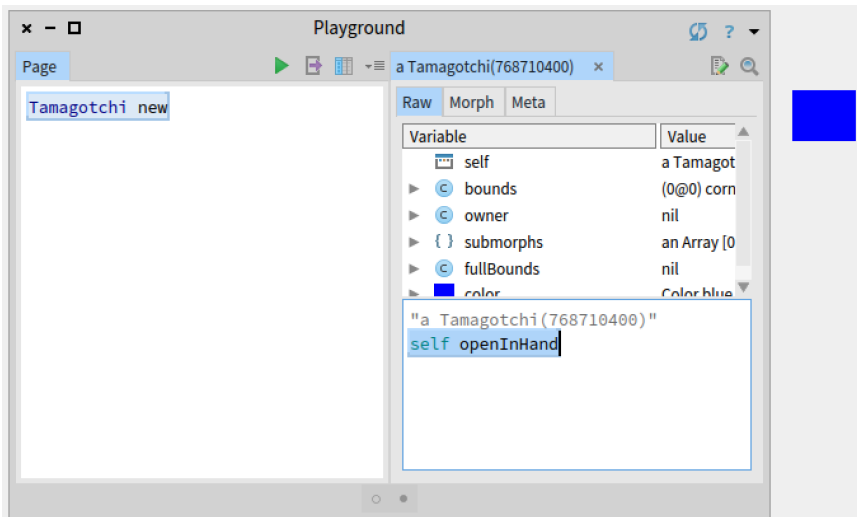 Playground
?
Page
a Tamagotchi(768710400)
Tamagotchi new
Raw Morph Meta
Variable Value
self a Tamagot
bounds (0@0) corn
owner nil
submorphs an Array [0
fullBounds nil
color Color blue
"a Tamagotchi(768710400)"
self openInHand